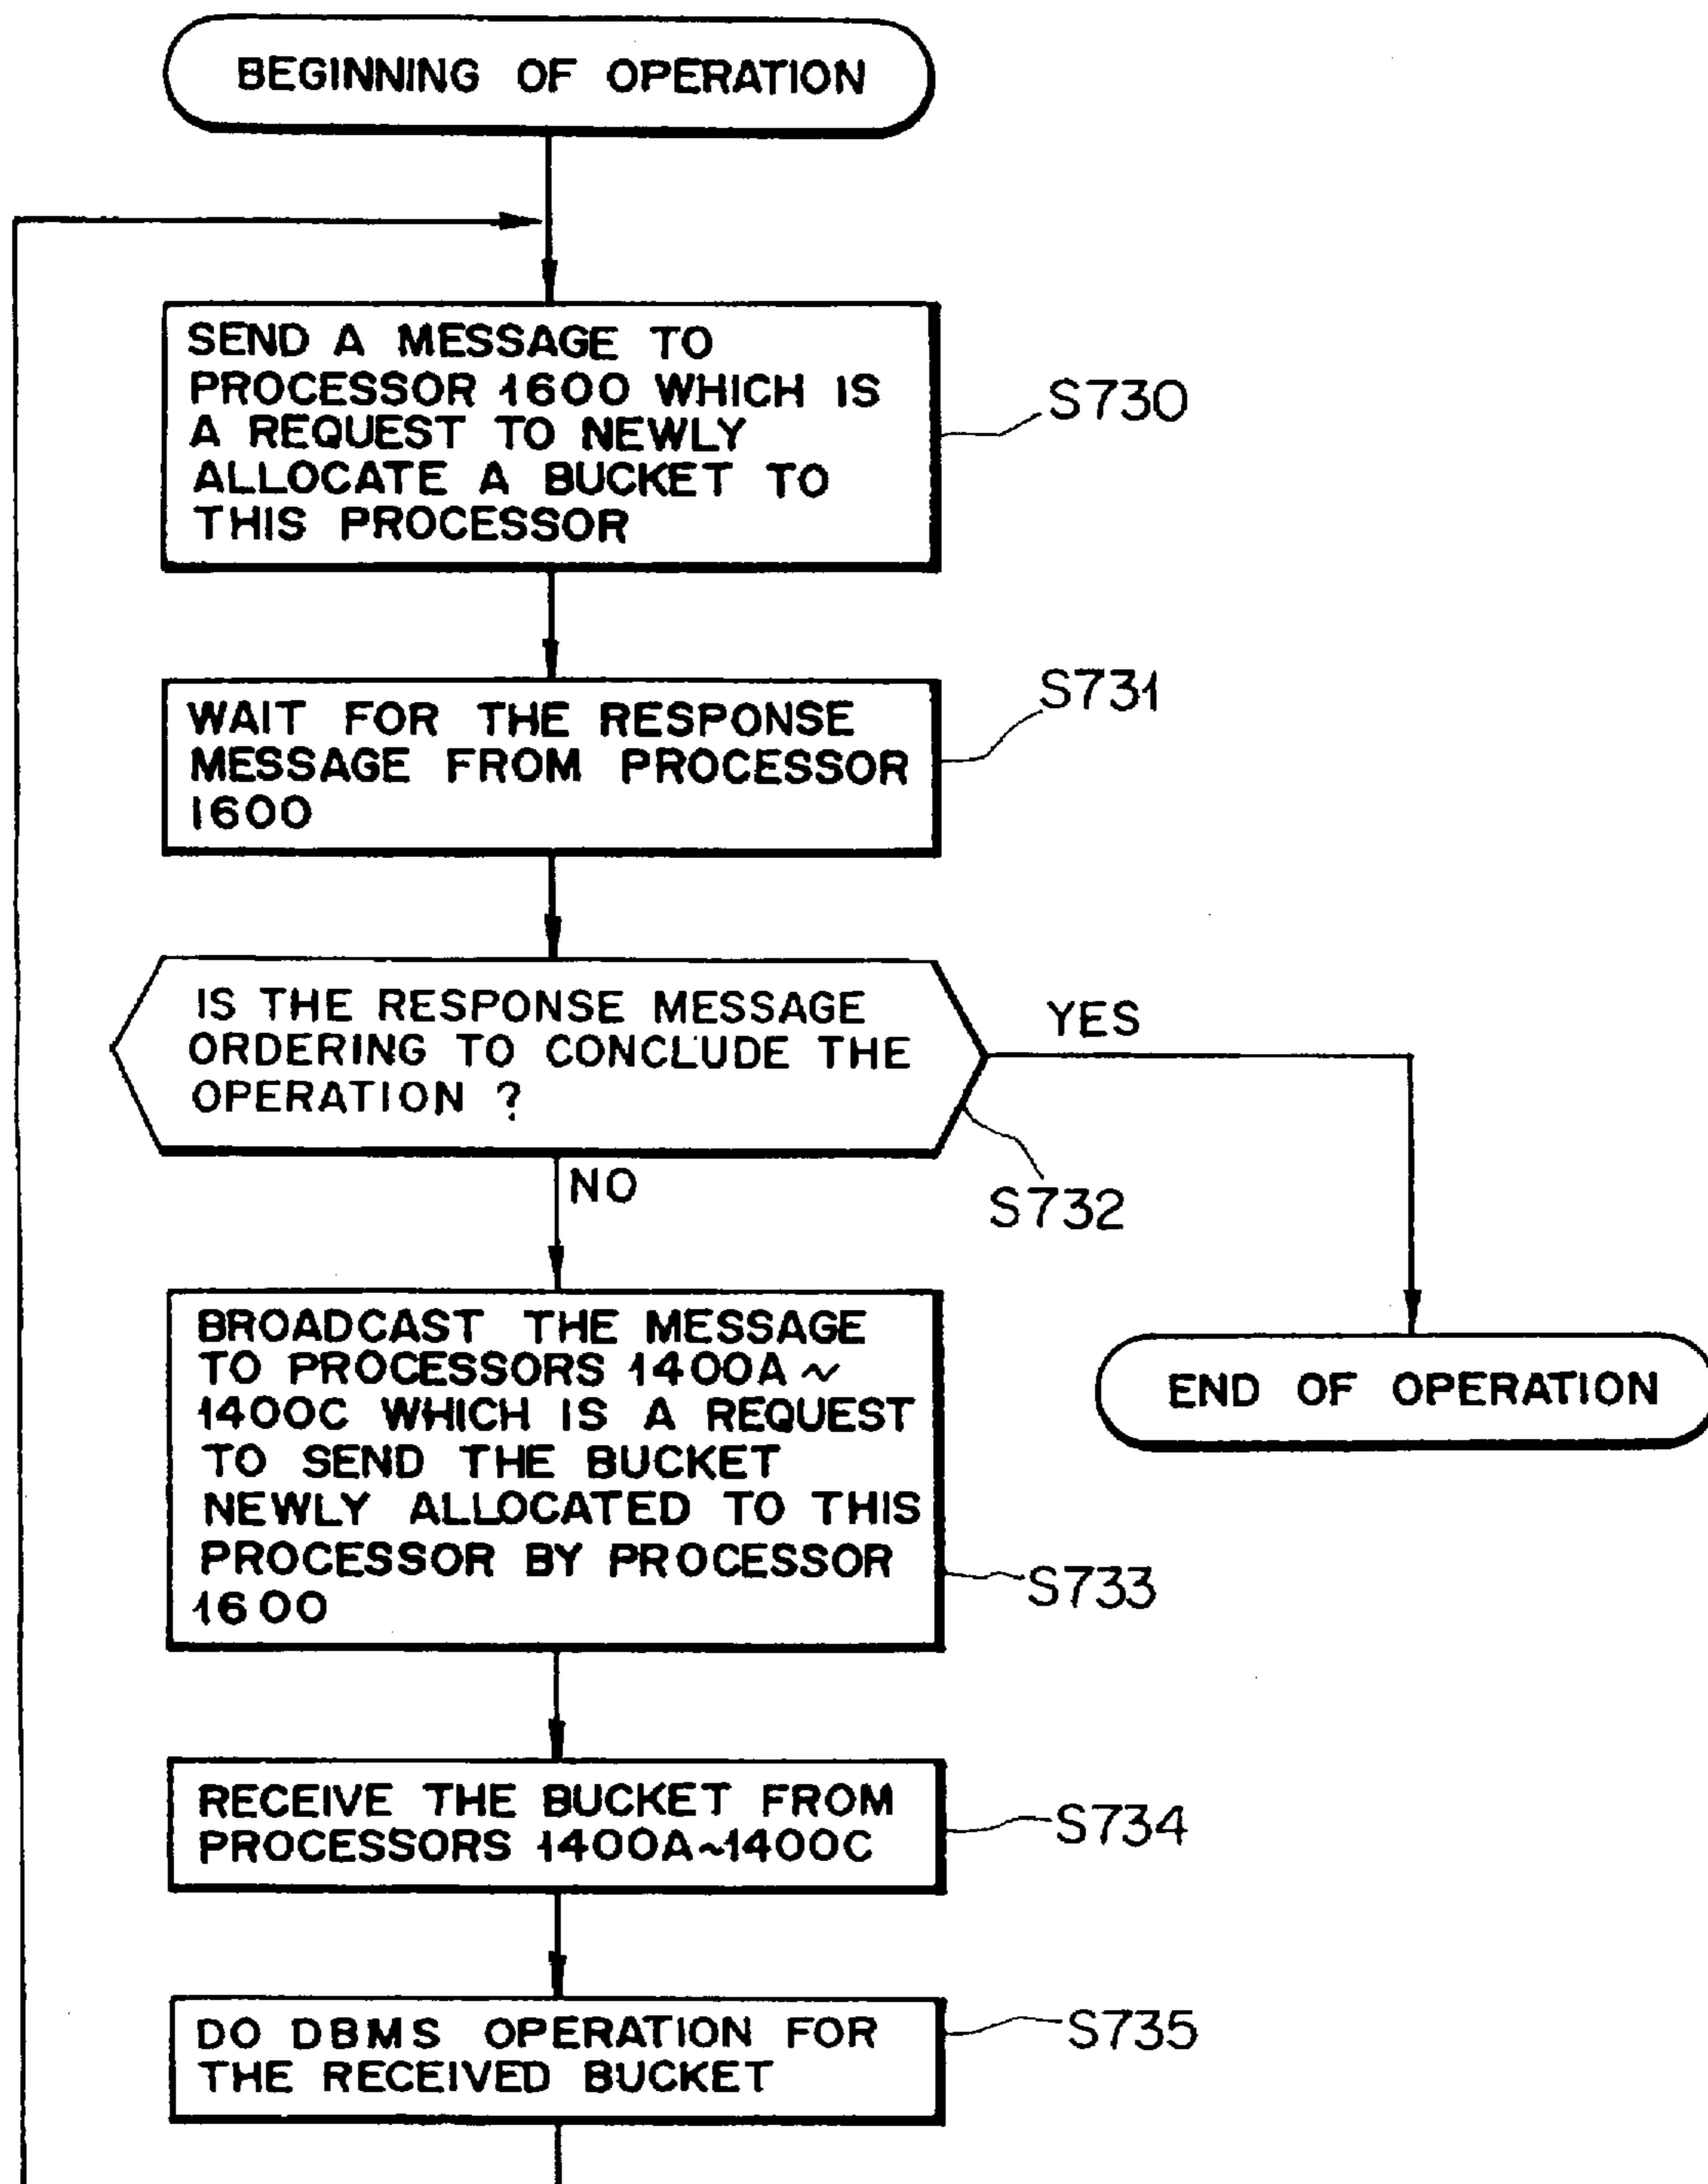 BEGINNING OF OPERATION
SEND A MESSAGE TO
PROCESSOR 1600 WHICH IS
A REQUEST TO NEWLY
ALLOCATE A BUCKET TO
THIS PROCESSOR
S730
WAIT FOR THE RESPONSE
MESSAGE FROM PROCESSOR
1600
S731
IS THE RESPONSE MESSAGE
ORDERING TO CONCLUDE THE
OPERATION ?
YES
S732
NO
BROADCAST THE MESSAGE
TO PROCESSORS 1400A ~
1400C WHICH IS A REQUEST
TO SEND THE BUCKET
NEWLY ALLOCATED TO THIS
PROCESSOR BY PROCESSOR
1600
S733
END OF OPERATION
RECEIVE THE BUCKET FROM
PROCESSORS 1400A~1400C
S734
DO DBMS OPERATION FOR
THE RECEIVED BUCKET
S735